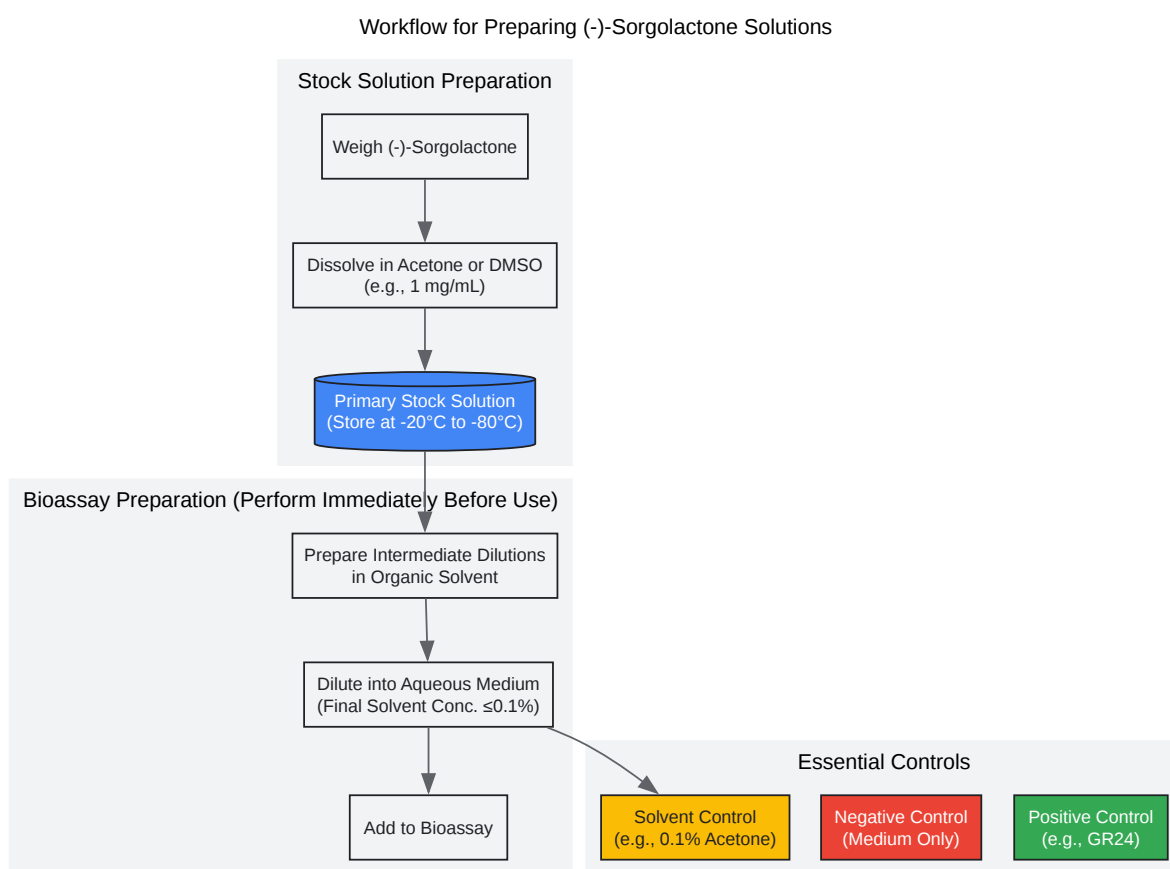 Workflow for Preparing (-)-Sorgolactone Solutions
Stock Solution Preparation
Weigh (-)-Sorgolactone
Dissolve in Acetone or DMSO
(e.g., 1 mg/mL)
Primary Stock Solution
(Store at -20°C to -80°C)
Bioassay Preparation (Perform Immediately Before Use)
Prepare Intermediate Dilutions
in Organic Solvent
Dilute into Aqueous Medium
(Final Solvent Conc. ≤0.1%)
Add to Bioassay
Essential Controls
Solvent Control
(e.g., 0.1% Acetone)
Negative Control
(Medium Only)
Positive Control
(e.g., GR24)